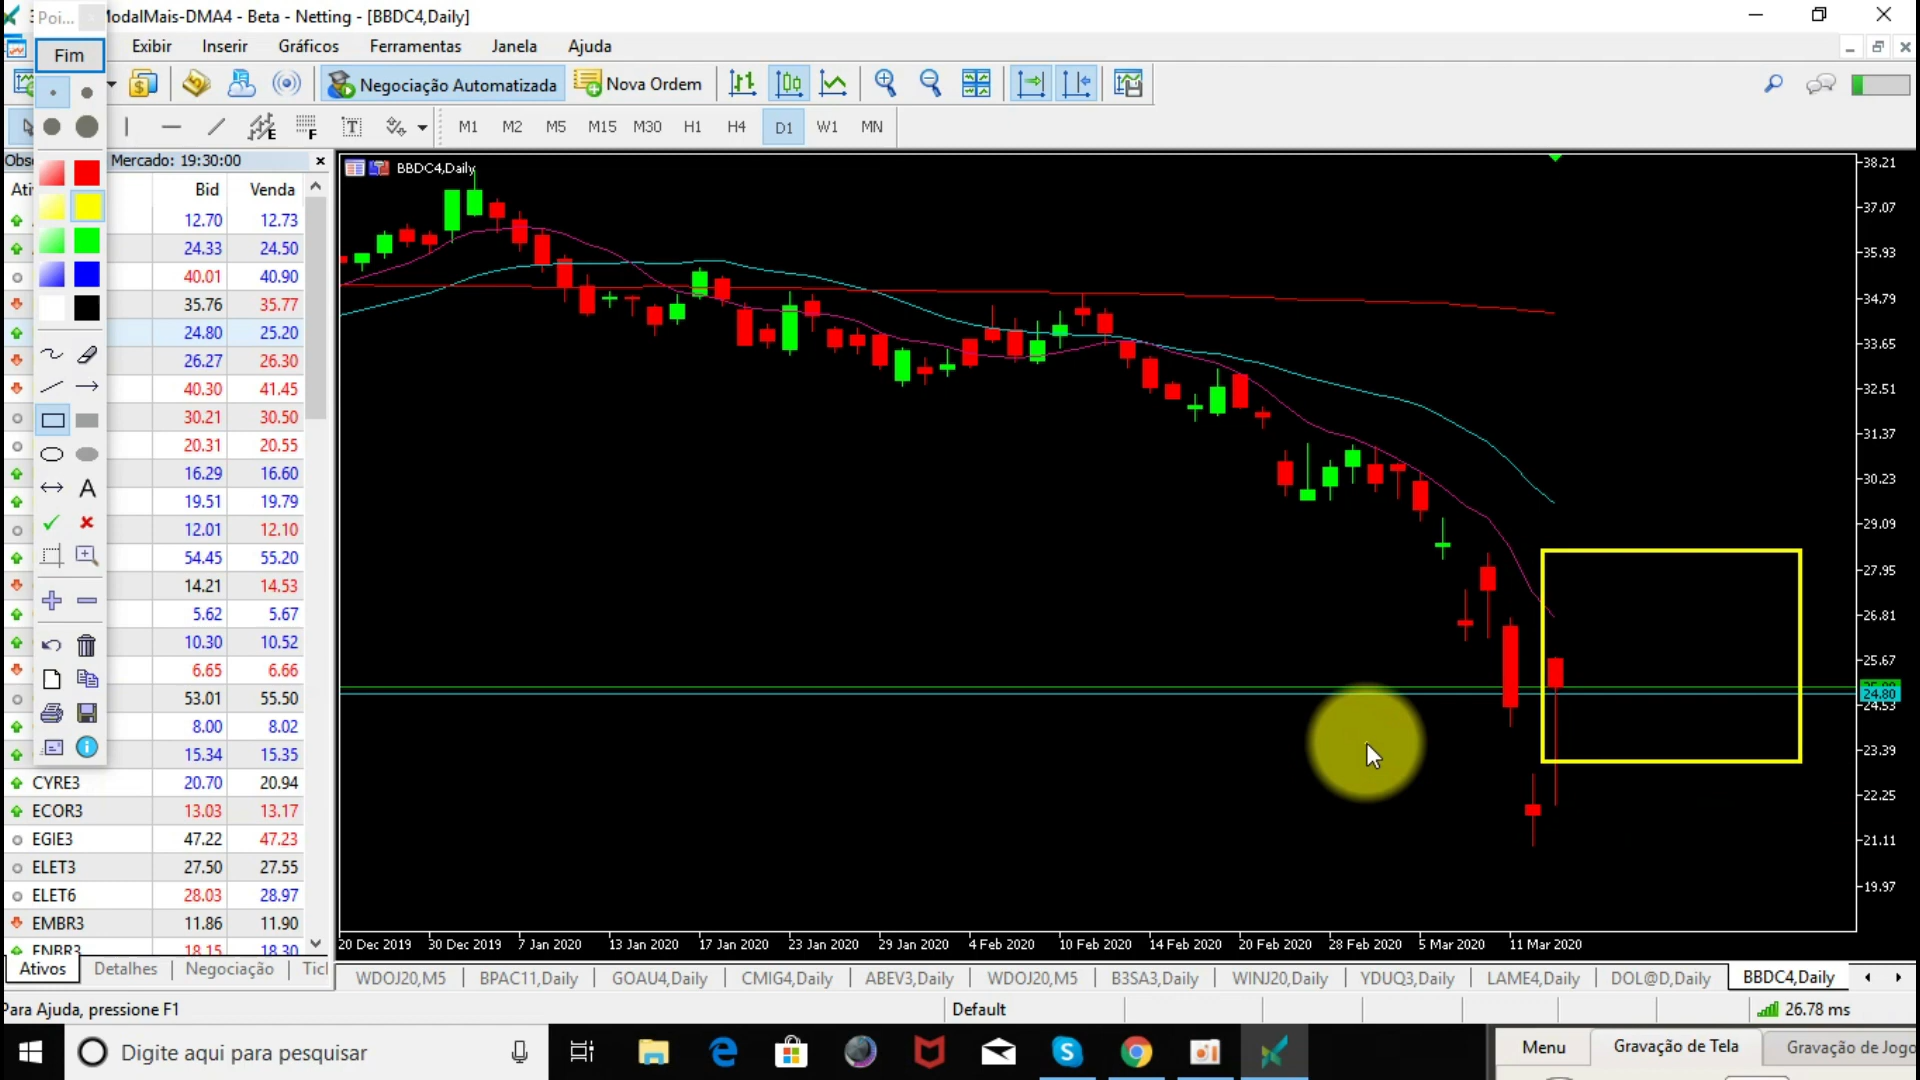 Poi...
ModalMais-DMA4 - Beta - Netting - [BBDC4,Daily]
Fim
Exibir Inserir Gráficos Ferramentas Janela Ajuda
Negociação Automatizada Nova Ordem
E F T M1 M2 M5 M15 M30 H1 H4 D1 W1 MN
Obs Mercado: 19:30:00
Ati Bid Venda
12.70 12.73
24.33 24.50
40.01 40.90
35.76 35.77
24.80 25.20
26.27 26.30
40.30 41.45
30.21 30.50
20.31 20.55
16.29 16.60
19.51 19.79
12.01 12.10
54.45 55.20
14.21 14.53
5.62 5.67
10.30 10.52
6.65 6.66
53.01 55.50
8.00 8.02
15.34 15.35
CYRE3 20.70 20.94
ECOR3 13.03 13.17
EGIE3 47.22 47.23
ELET3 27.50 27.55
ELET6 28.03 28.97
EMBR3 11.86 11.90
ENBR3 18.15 18.30
Ativos Detalhes Negociação Ticl
A
BBDC4,Daily
38.21
37.07
35.93
34.79
33.65
32.51
31.37
30.23
29.09
27.95
26.81
25.67
24.80
24.53
23.39
22.25
21.11
19.97
20 Dec 2019 30 Dec 2019 7 Jan 2020 13 Jan 2020 17 Jan 2020 23 Jan 2020 29 Jan 2020 4 Feb 2020 10 Feb 2020 14 Feb 2020 20 Feb 2020 28 Feb 2020 5 Mar 2020 11 Mar 2020
WDOJ20,M5 BPAC11,Daily GOAU4,Daily CMIG4,Daily ABEV3,Daily WDOJ20,M5 B3SA3,Daily WINJ20,Daily YDUQ3,Daily LAME4,Daily DOL@D,Daily BBDC4,Daily
Para Ajuda, pressione F1 Default 26.78 ms
Digite aqui para pesquisar
Menu Gravação de Tela Gravação de Jogo